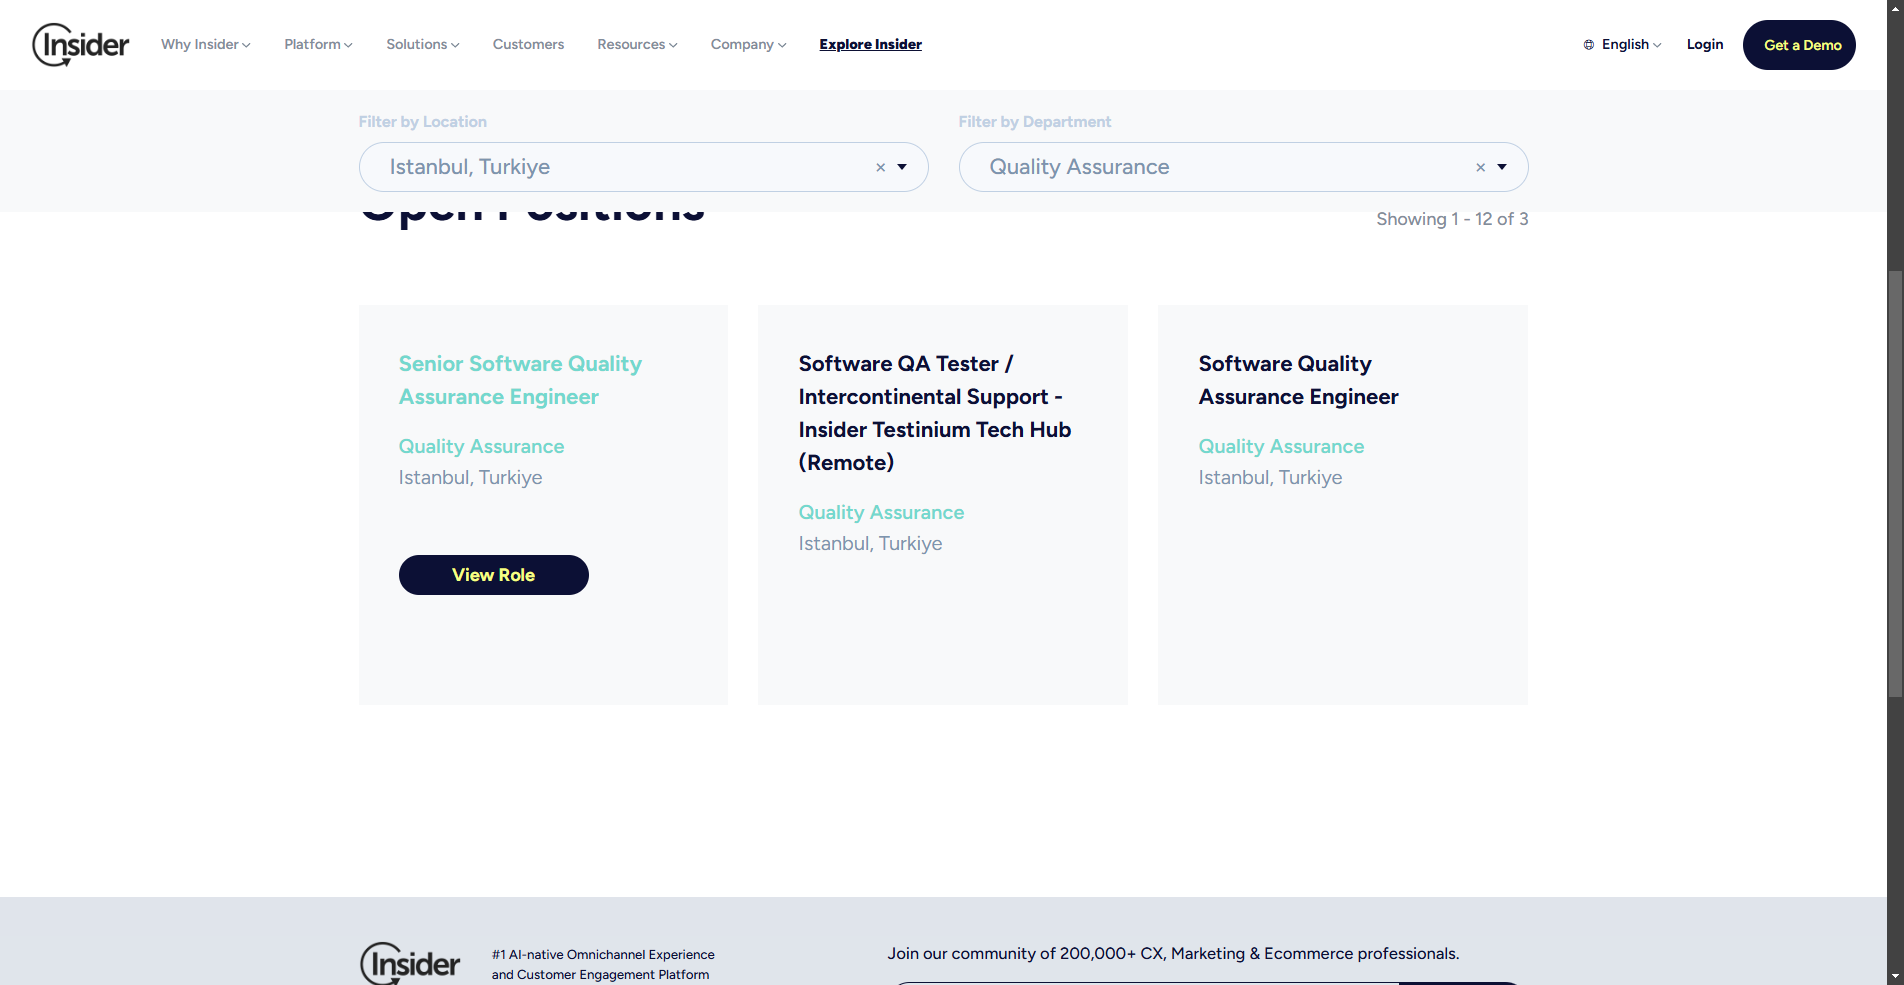 Insider
Why Insider
Platform
Solutions
Customers
Resources
Company
Explore Insider
English
Login
Get a Demo
Filter by Location
Filter by Department
Istanbul, Turkiye
×
Quality Assurance
×
Open Positions
Showing 1 - 12 of 3
Senior Software Quality
Assurance Engineer
Quality Assurance
Istanbul, Turkiye
View Role
Software QA Tester /
Intercontinental Support -
Insider Testinium Tech Hub
(Remote)
Quality Assurance
Istanbul, Turkiye
Software Quality
Assurance Engineer
Quality Assurance
Istanbul, Turkiye
Insider
#1 AI-native Omnichannel Experience
and Customer Engagement Platform
Join our community of 200,000+ CX, Marketing & Ecommerce professionals.